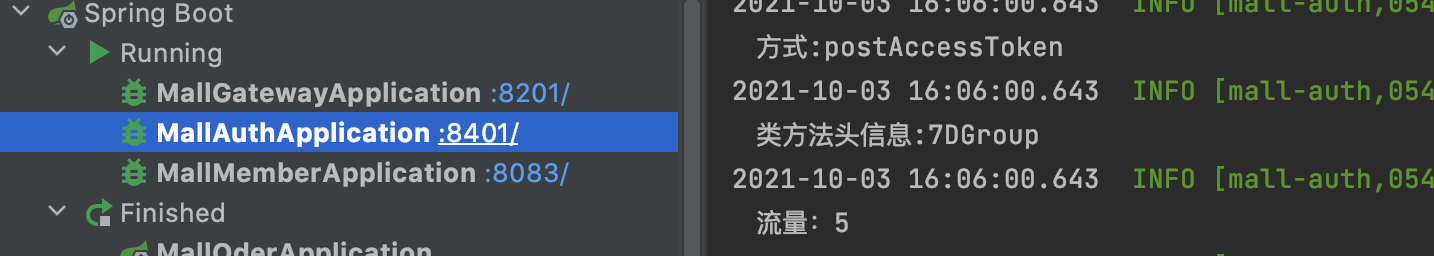 Spring Boot
Running
MallGatewayApplication :8201/
MallAuthApplication :8401/
MallMemberApplication :8083/
Finished
MallOderApplication
2021-10-03 16:06:00.643 INFO [mall-auth,054
方式:postAccessToken
2021-10-03 16:06:00.643 INFO [mall-auth,054
类方法头信息:7DGroup
2021-10-03 16:06:00.643 INFO [mall-auth,054
流量: 5